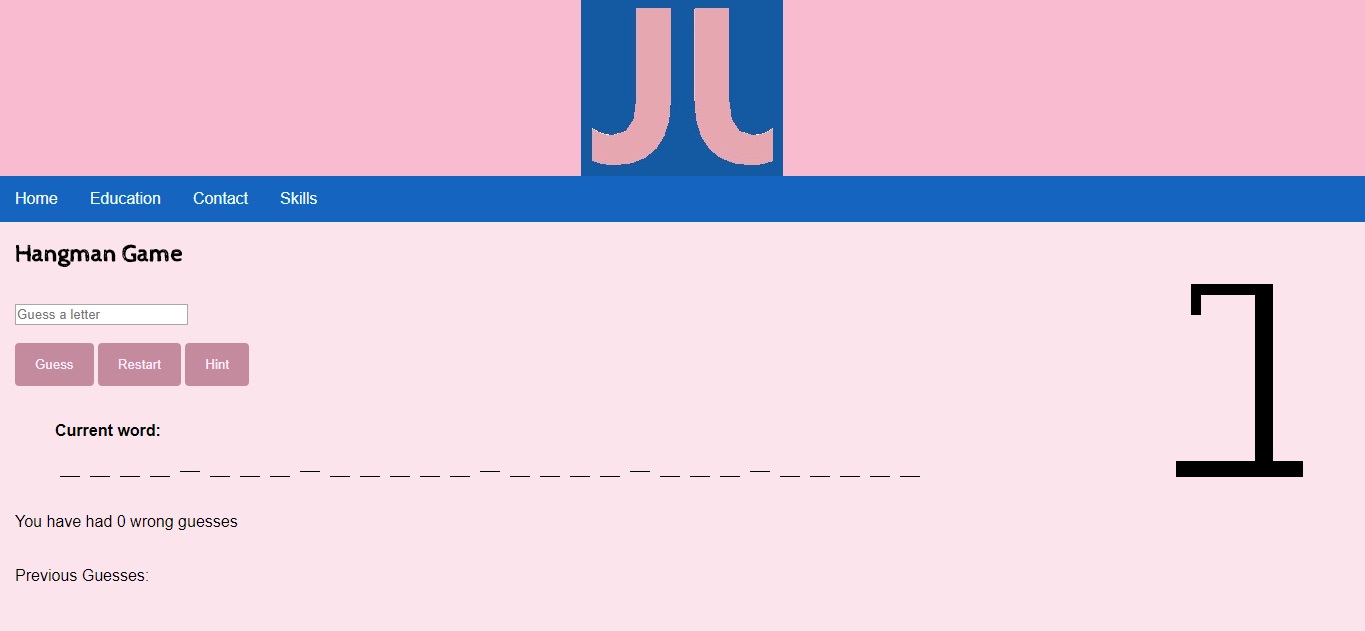 Home Education Contact Skills
Hangman Game
Guess a letter
Guess Restart Hint
Current word:
_ _ _ _ — _ _ _ — _ _ _ _ _ — _ _ _ _ — _ _ _ — _ _ _ _ _
You have had 0 wrong guesses
Previous Guesses: